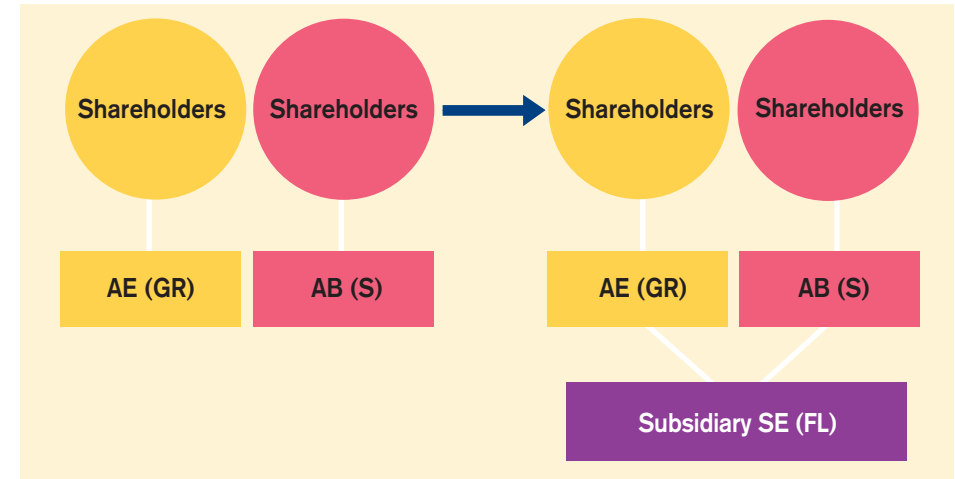 Shareholders
Shareholders
Shareholders
Shareholders
AE (GR)
AB (S)
AE (GR)
AB (S)
Subsidiary SE (FL)